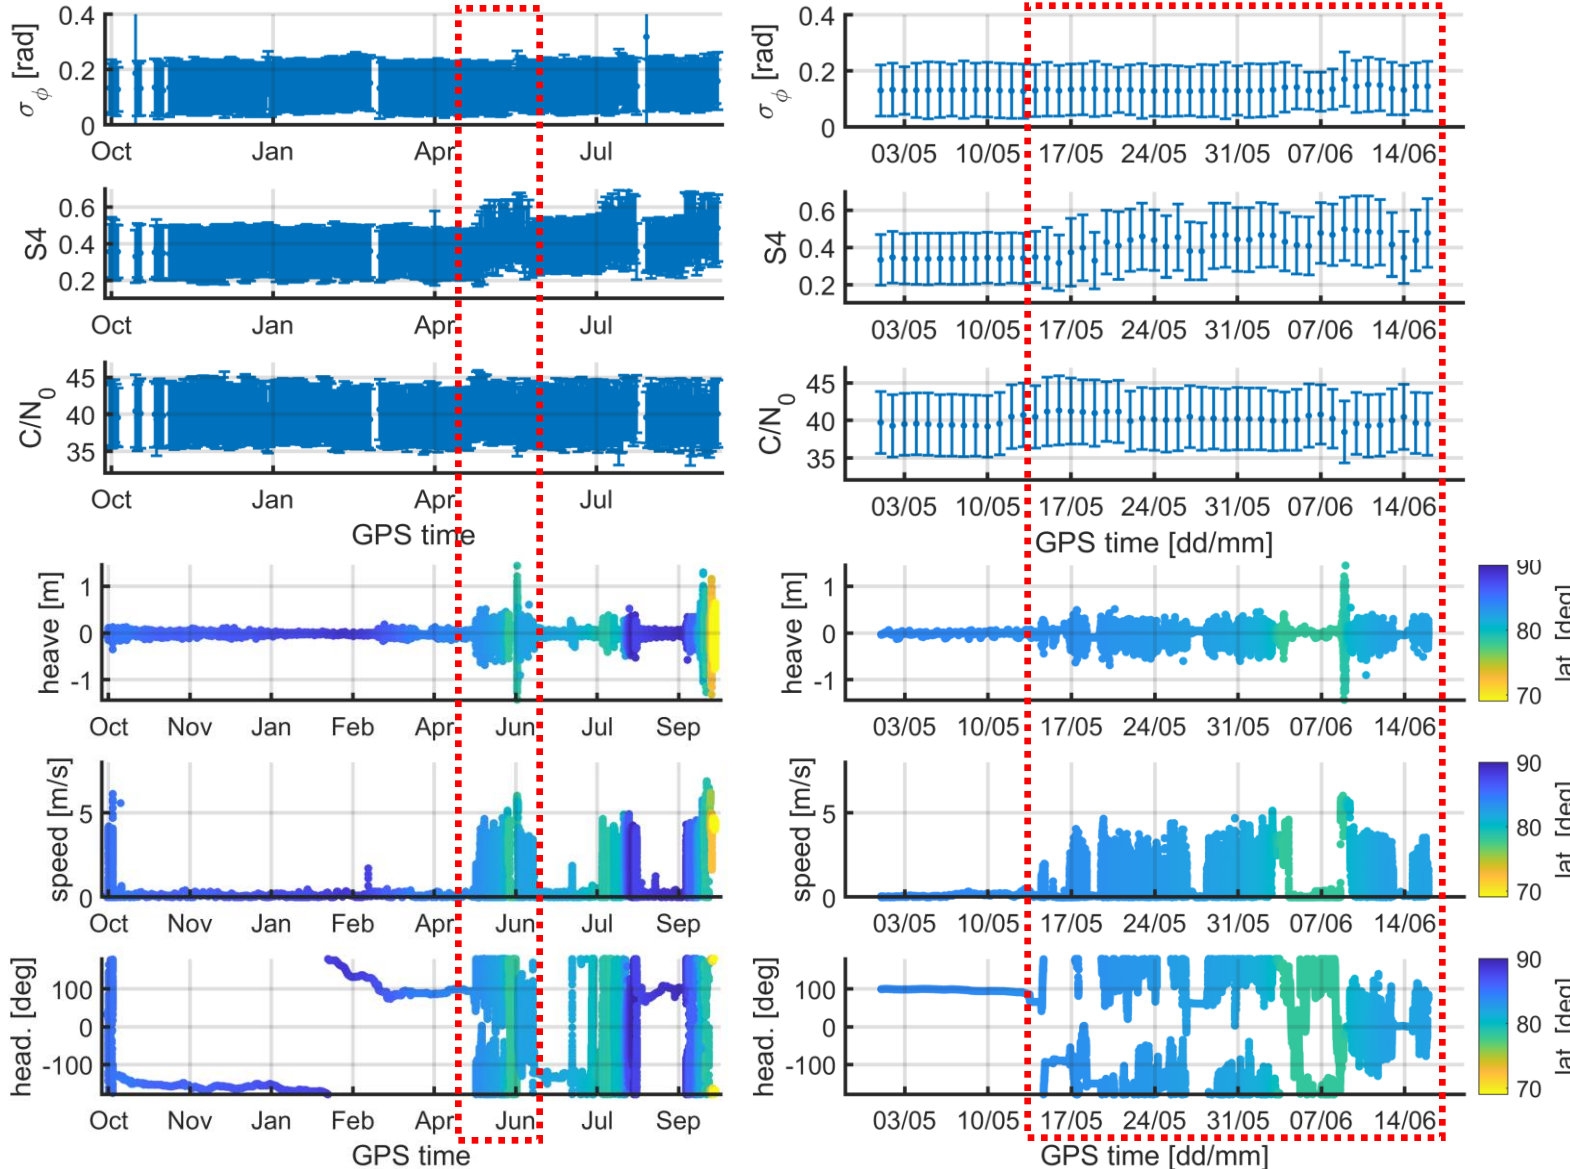 σϕ [rad]
0.4
0.2
0
Oct Jan Apr Jul
S4
0.6
0.4
0.2
Oct Jan Apr Jul
C/N0
45
40
35
Oct Jan Apr Jul
GPS time
heave [m]
1
0
-1
Oct Nov Jan Feb Apr Jun Jul Sep
speed [m/s]
5
0
Oct Nov Jan Feb Apr Jun Jul Sep
head. [deg]
100
0
-100
Oct Nov Jan Feb Apr Jun Jul Sep
GPS time
σϕ [rad]
0.4
0.2
0
03/05 10/05 17/05 24/05 31/05 07/06 14/06
S4
0.6
0.4
0.2
03/05 10/05 17/05 24/05 31/05 07/06 14/06
C/N0
45
40
35
03/05 10/05 17/05 24/05 31/05 07/06 14/06
GPS time [dd/mm]
heave [m]
1
0
-1
03/05 10/05 17/05 24/05 31/05 07/06 14/06
90
80
70
lat. [deg]
speed [m/s]
5
0
03/05 10/05 17/05 24/05 31/05 07/06 14/06
90
80
70
lat. [deg]
head. [deg]
100
0
-100
03/05 10/05 17/05 24/05 31/05 07/06 14/06
90
80
70
lat. [deg]
GPS time [dd/mm]